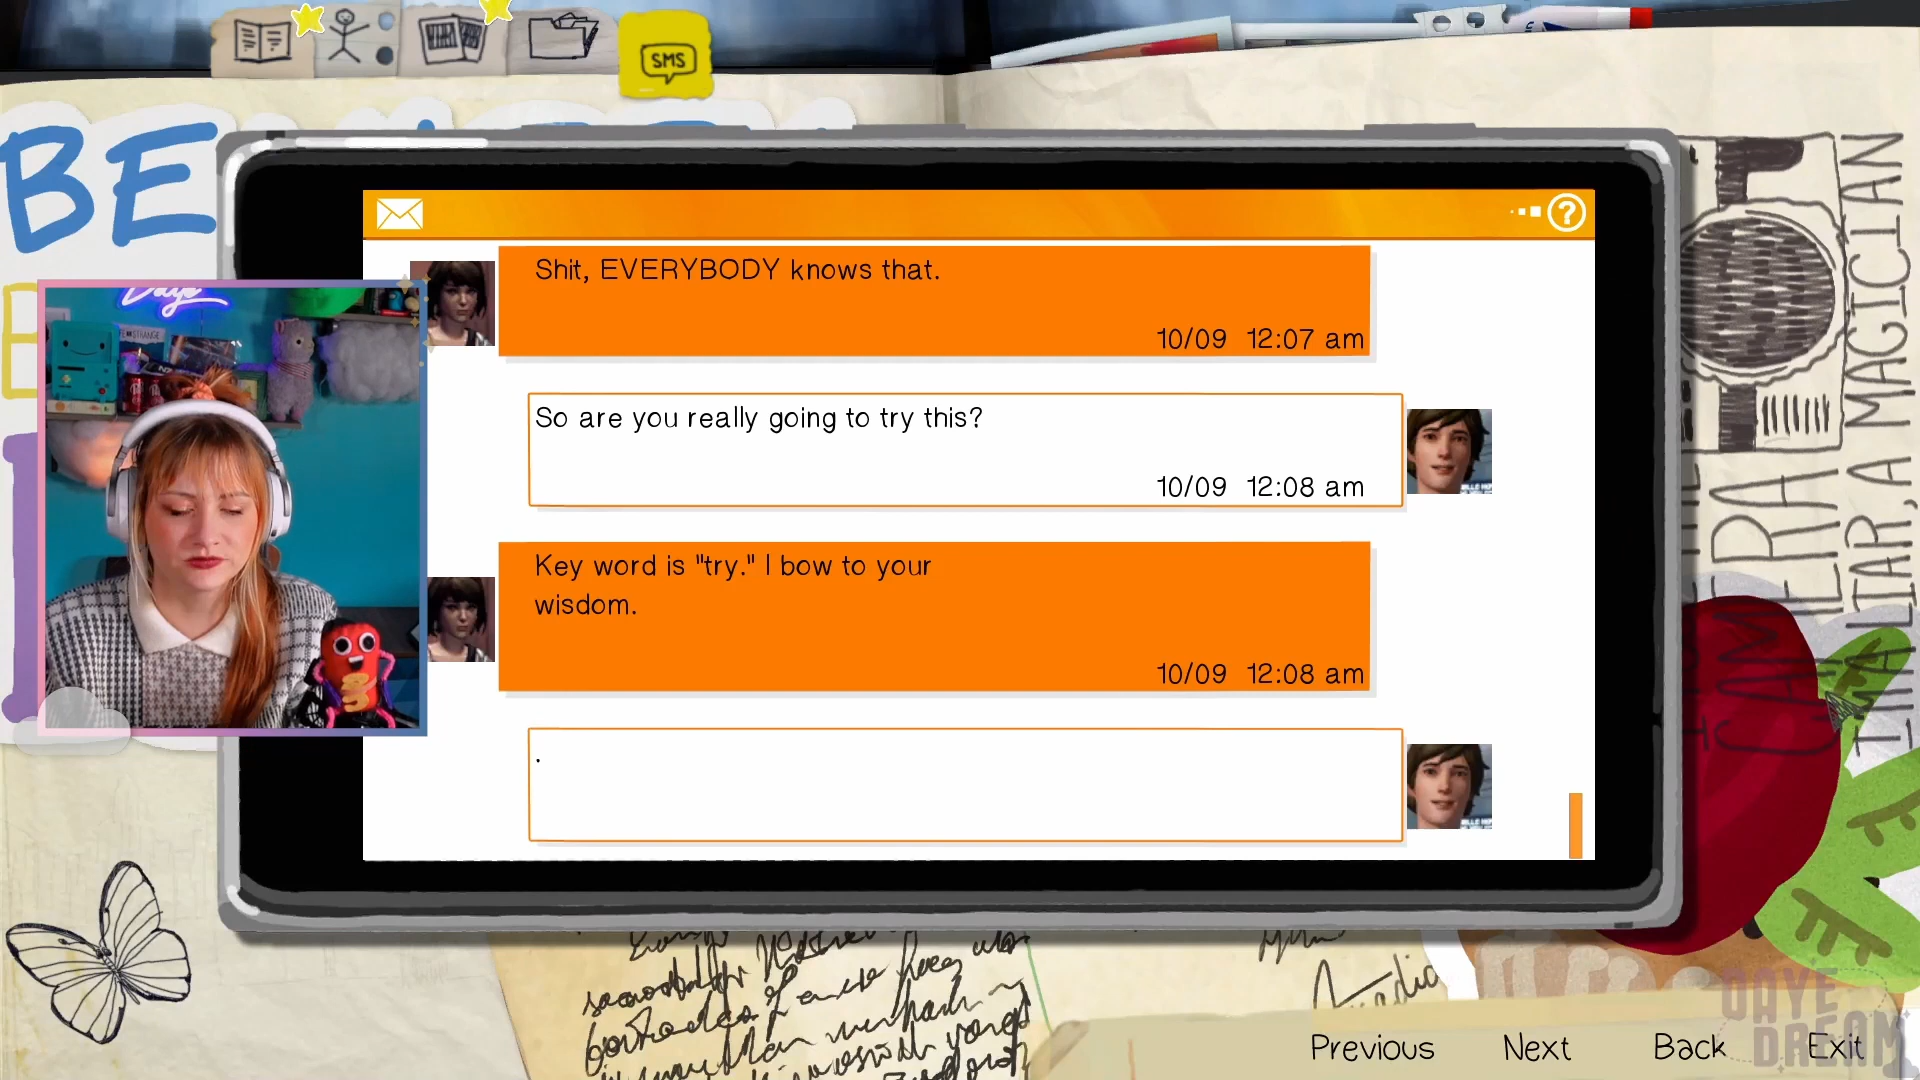 SMS
BE
Shit, EVERYBODY knows that.
10/09 12:07 am
So are you really going to try this?
10/09 12:08 am
Key word is "try." I bow to your
wisdom.
10/09 12:08 am
.
CAMERA
I'M A LIAR, A MAGICIAN
Previous
Next
Back
Exit
DAYE
DREAM